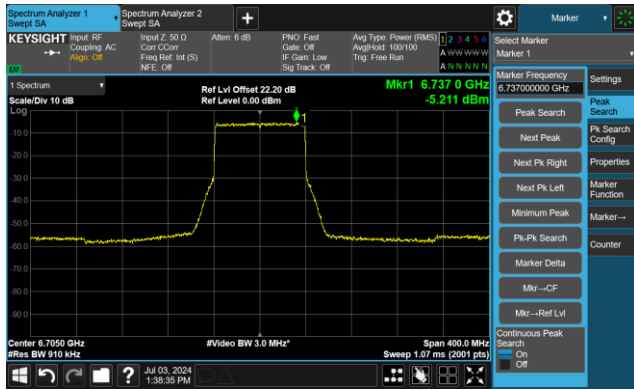 Spectrum Analyzer 1
Swept SA
Spectrum Analyzer 2
Swept SA
+
Marker
KEYSIGHT
Input: RF
Coupling: AC
Align: Off
Input Z: 50 Ω
Corr CCorr
Freq Ref: Int (S)
NFE: Off
Atten: 6 dB
PNO: Fast
Gate: Off
IF Gain: Low
Sig Track: Off
Avg Type: Power (RMS)
Avg|Hold: 100/100
Trig: Free Run
1 2 3 4 5 6
A W W W W W
A N N N N N
Select Marker
Marker 1
1 Spectrum
Scale/Div 10 dB
Log
Ref Lvl Offset 22.20 dB
Ref Level 0.00 dBm
Mkr1 6.737 0 GHz
-5.211 dBm
1
-10.0
-20.0
-30.0
-40.0
-50.0
-60.0
-70.0
-80.0
-90.0
Center 6.7050 GHz
#Res BW 910 kHz
#Video BW 3.0 MHz*
Span 400.0 MHz
Sweep 1.07 ms (2001 pts)
Marker Frequency
6.737000000 GHz
Peak Search
Next Peak
Next Pk Right
Next Pk Left
Minimum Peak
Pk-Pk Search
Marker Delta
Mkr→CF
Mkr→Ref Lvl
Continuous Peak
Search
On
Off
Settings
Peak
Search
Pk Search
Config
Properties
Marker
Function
Marker→
Counter
?
Jul 03, 2024
1:38:35 PM